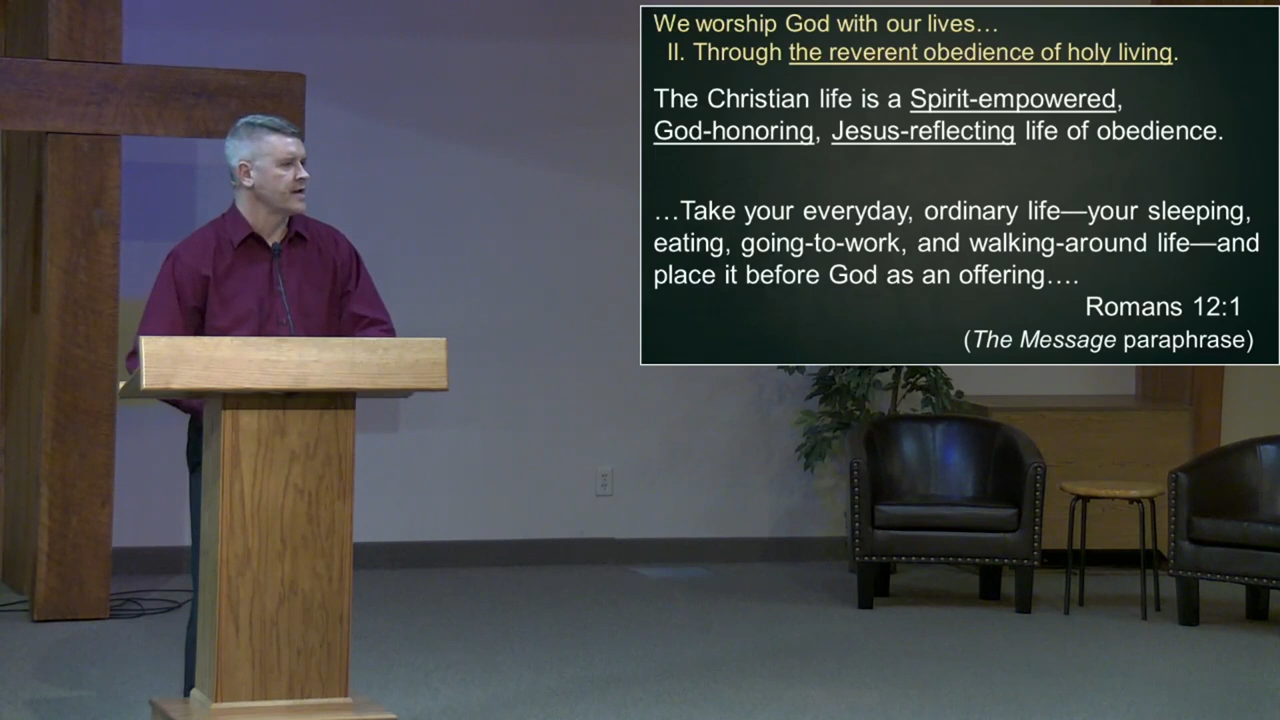 We worship God with our lives…
II. Through the reverent obedience of holy living.
The Christian life is a Spirit-empowered,
God-honoring, Jesus-reflecting life of obedience.
…Take your everyday, ordinary life—your sleeping,
eating, going-to-work, and walking-around life—and
place it before God as an offering….
Romans 12:1
(The Message paraphrase)